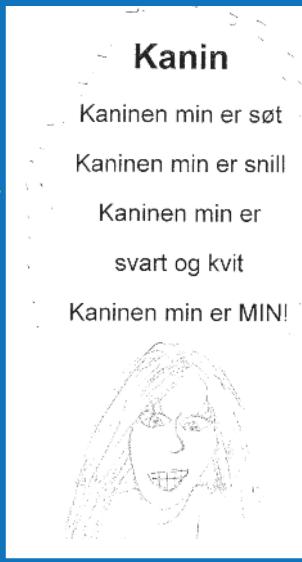 Kanin
Kaninen min er søt
Kaninen min er snill
Kaninen min er
svart og kvit
Kaninen min er MIN!